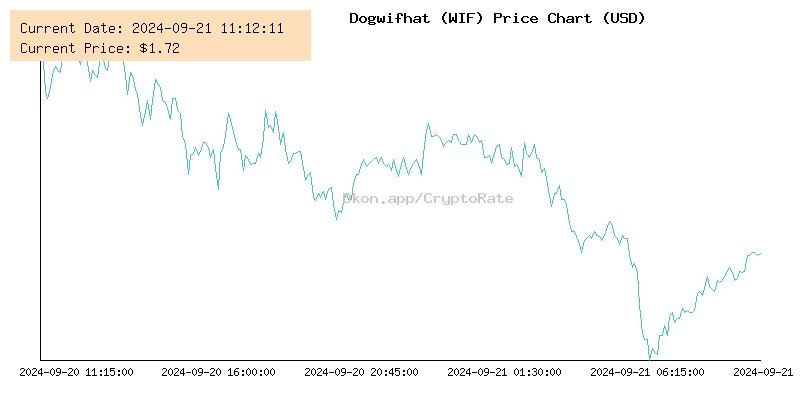 Dogwifhat (WIF) Price Chart (USD)
Current Date: 2024-09-21 11:12:11
Current Price: $1.72
Dkon.app/CryptoRate
2024-09-20 11:15:00 2024-09-20 16:00:00 2024-09-20 20:45:00 2024-09-21 01:30:00 2024-09-21 06:15:00 2024-09-21